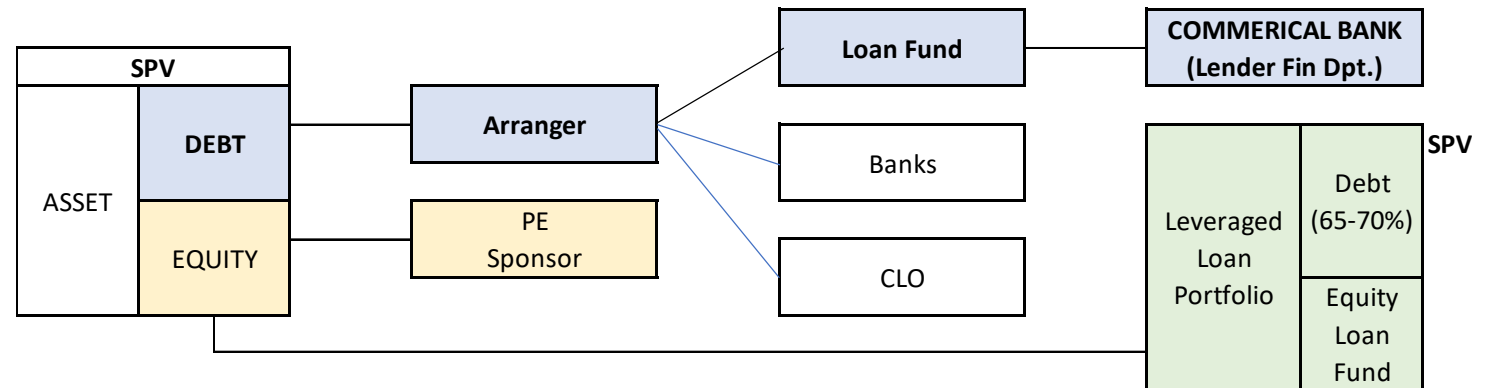 SPV
ASSET
DEBT
EQUITY
Arranger
PE
Sponsor
Loan Fund
Banks
CLO
COMMERICAL BANK
(Lender Fin Dpt.)
SPV
Leveraged
Loan
Portfolio
Debt
(65-70%)
Equity
Loan
Fund